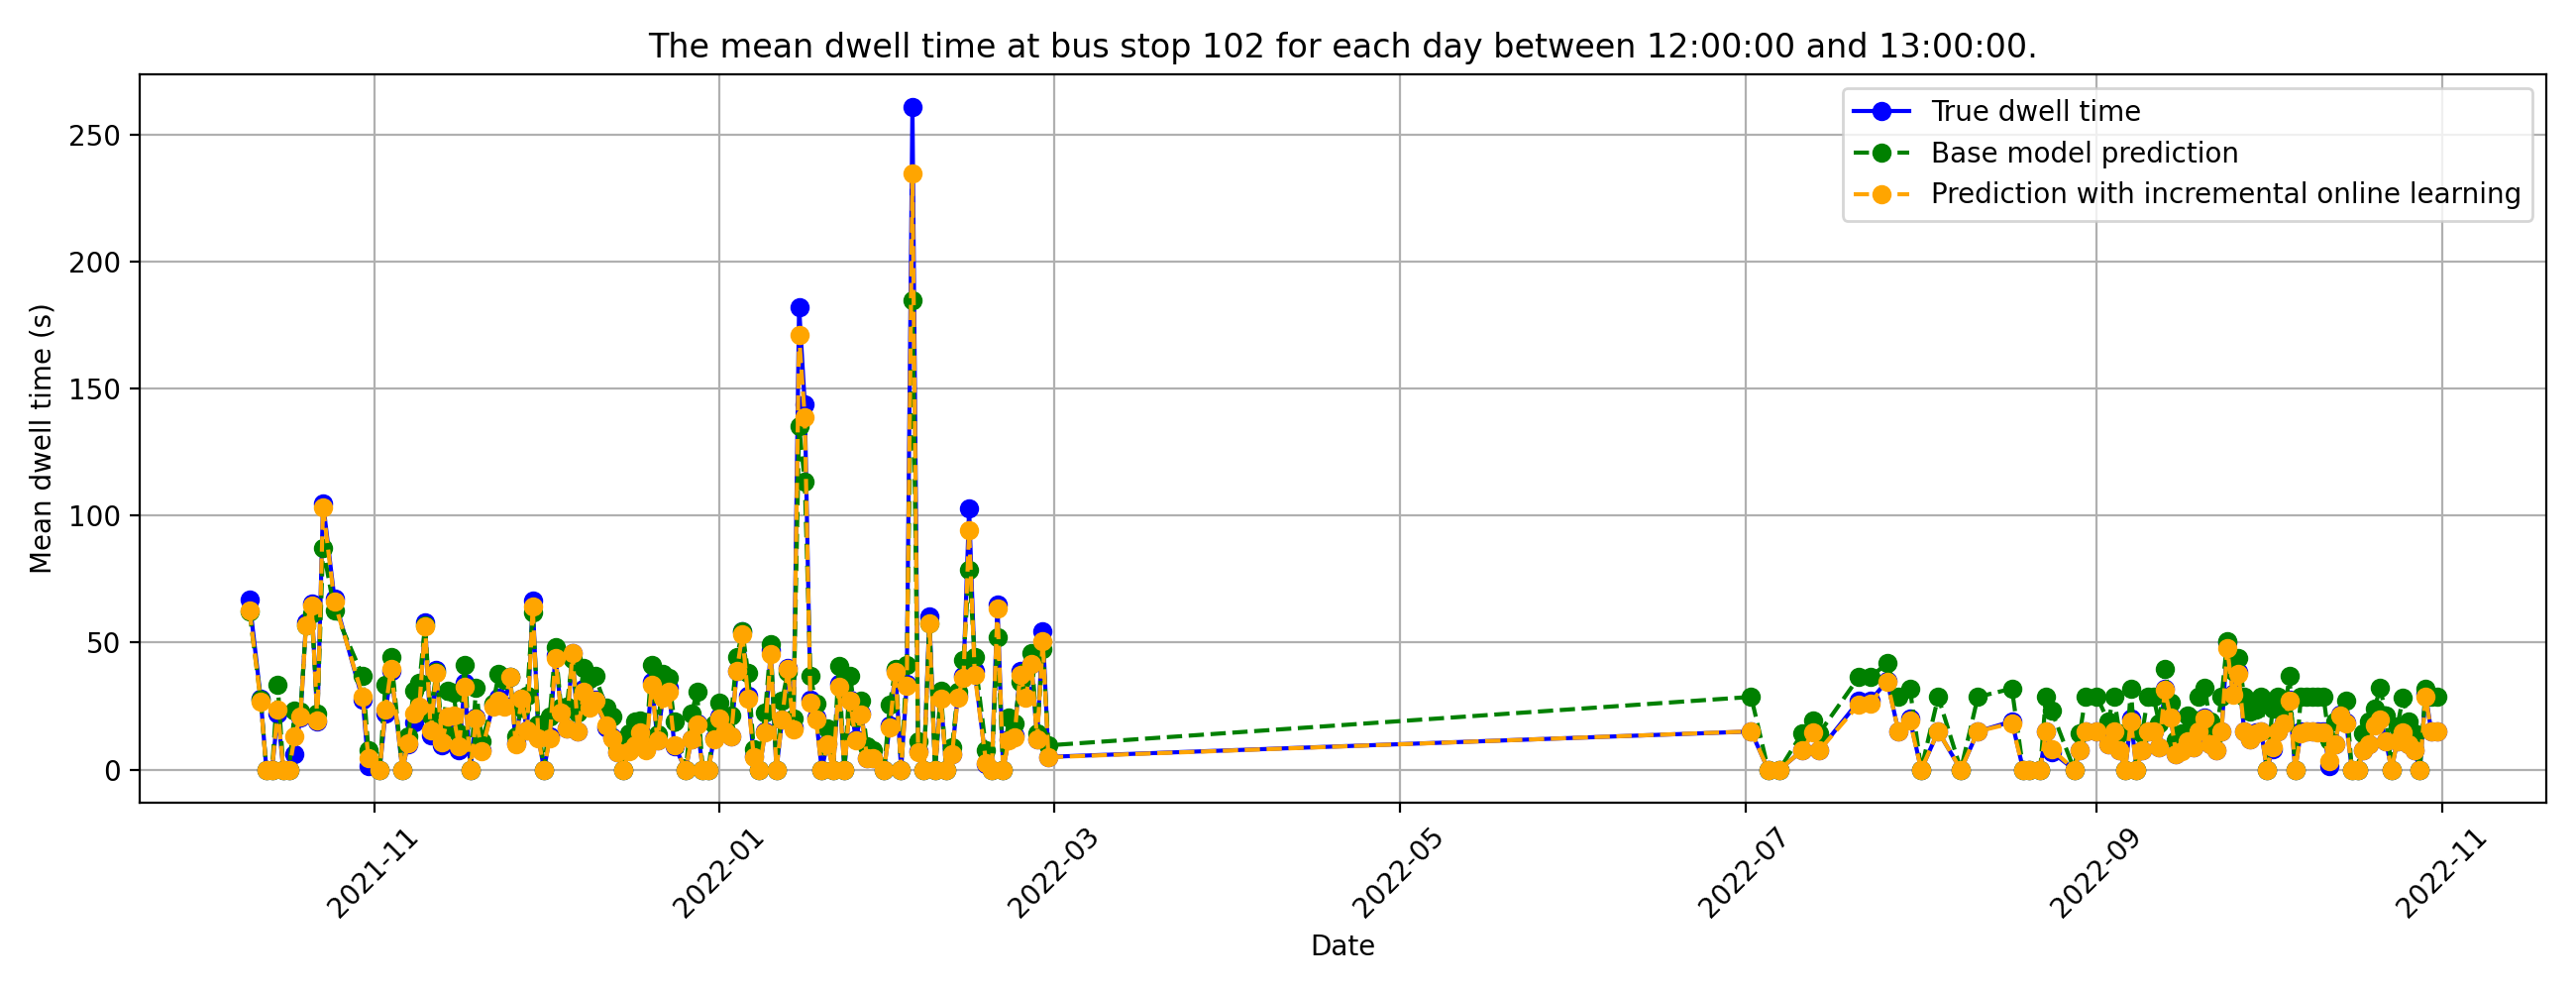 The mean dwell time at bus stop 102 for each day between 12:00:00 and 13:00:00.
True dwell time
Base model prediction
Prediction with incremental online learning
Mean dwell time (s)
250
200
150
100
50
0
2021-11
2022-01
2022-03
2022-05
2022-07
2022-09
2022-11
Date